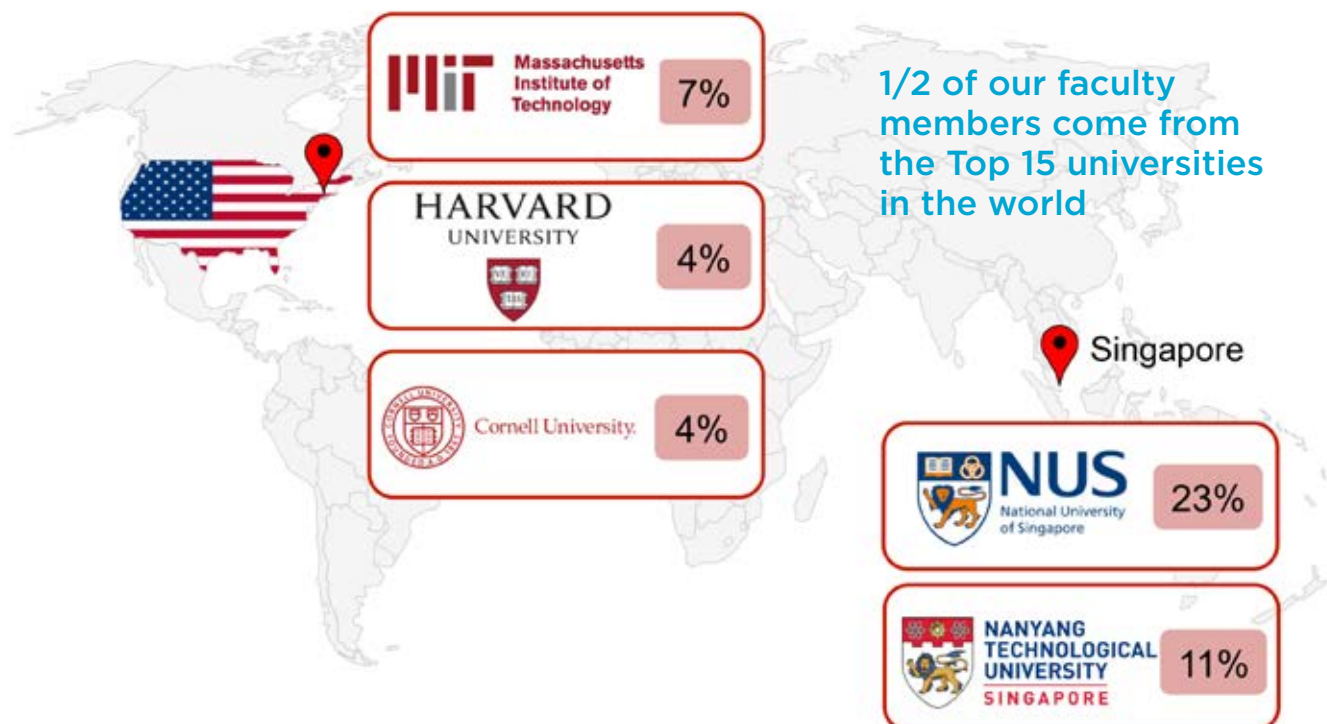 Massachusetts
Institute of
Technology
7%
HARVARD
UNIVERSITY
4%
Cornell University.
4%
1/2 of our faculty
members come from
the Top 15 universities
in the world
Singapore
NUS
National University
of Singapore
23%
NANYANG
TECHNOLOGICAL
UNIVERSITY
SINGAPORE
11%